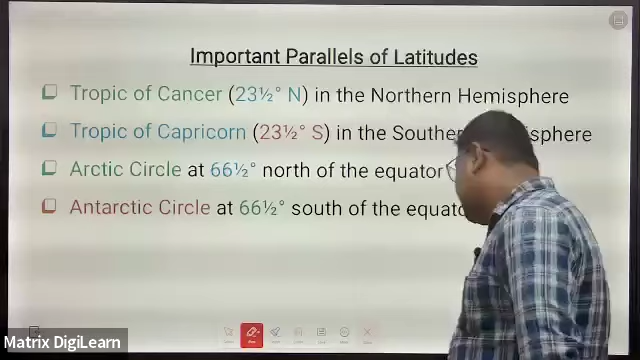 Important Parallels of Latitudes
Tropic of Cancer (23½° N) in the Northern Hemisphere
Tropic of Capricorn (23½° S) in the
Arctic Circle at 66½° north of the equator
Antarctic Circle at 66½° south of the
Matrix DigiLearn